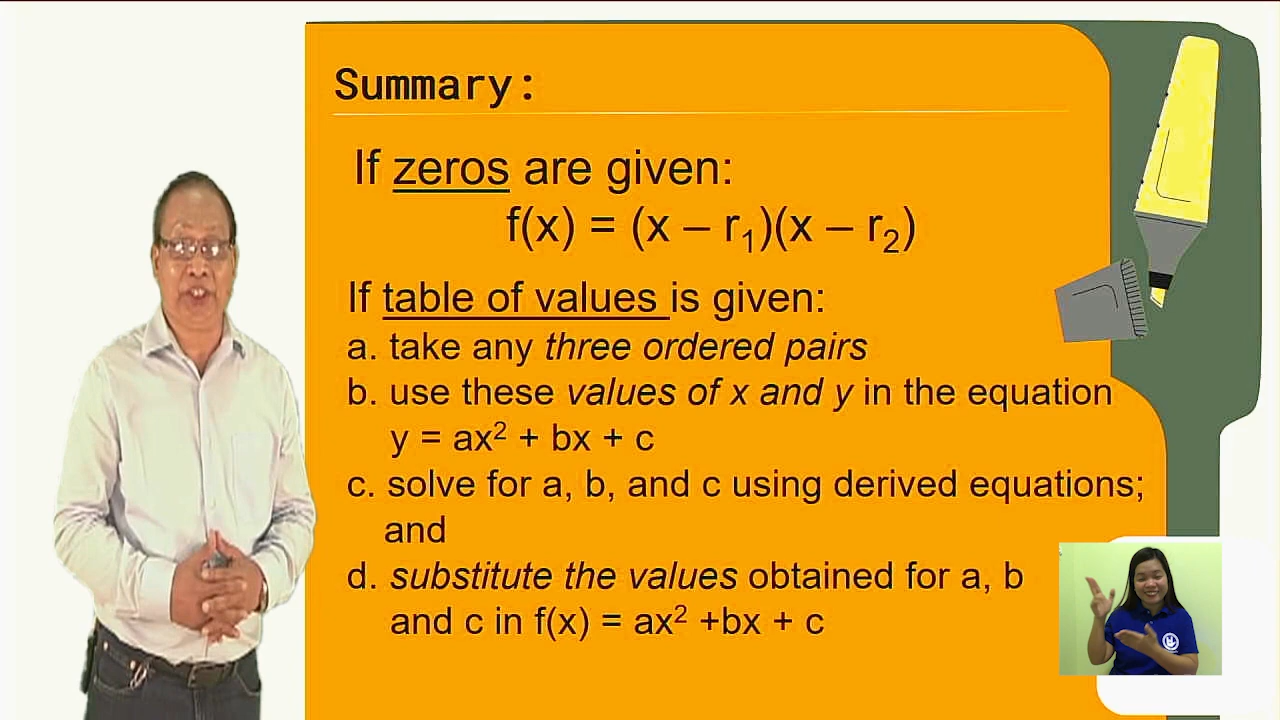 Summary:
If zeros are given:
f(x) = (x – r₁)(x – r₂)
If table of values is given:
a. take any three ordered pairs
b. use these values of x and y in the equation
y = ax² + bx + c
c. solve for a, b, and c using derived equations;
and
d. substitute the values obtained for a, b
and c in f(x) = ax² +bx + c